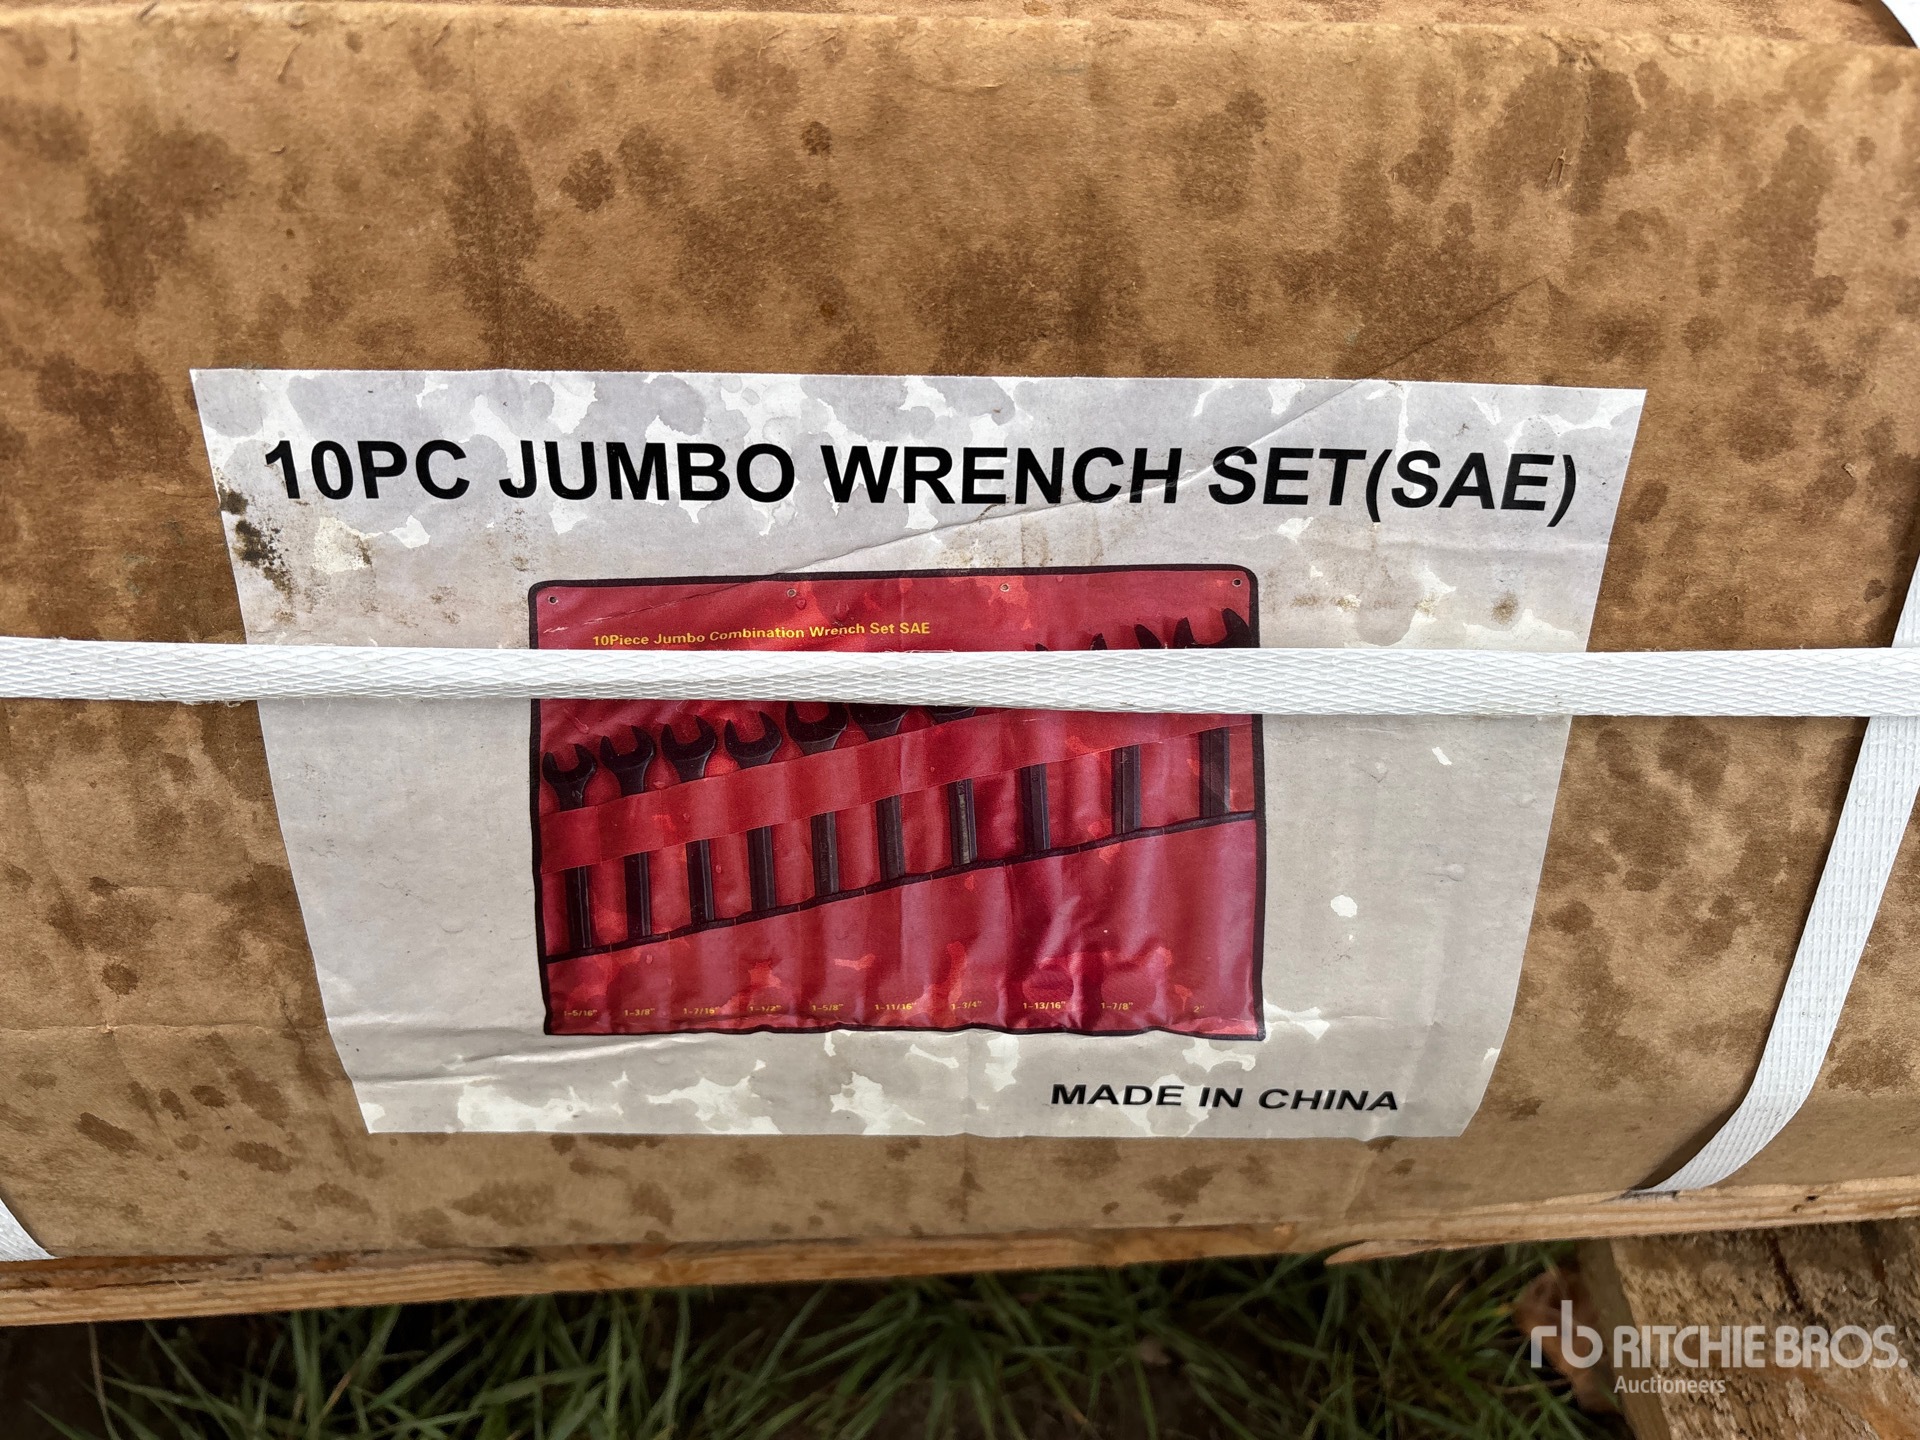 10PC JUMBO WRENCH SET(SAE)
10Piece Jumbo Combination Wrench Set SAE
1-5/16" 1-3/8" 1-7/16" 1-1/2" 1-5/8" 1-11/16" 1-3/4" 1-13/16" 1-7/8" 2"
MADE IN CHINA
rb RITCHIE BROS.
Auctioneers